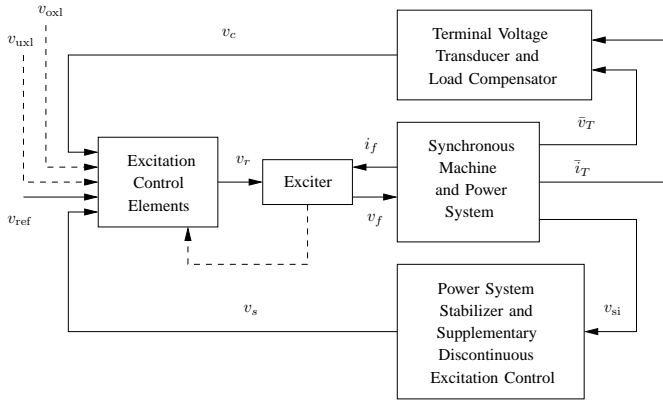 v_oxl
v_uxl
v_c
Terminal Voltage
Transducer and
Load Compensator
v̄_T
Excitation
Control
Elements
v_r
Exciter
i_f
v_f
Synchronous
Machine
and Power
System
ī_T
v_ref
v_s
Power System
Stabilizer and
Supplementary
Discontinuous
Excitation Control
v_si